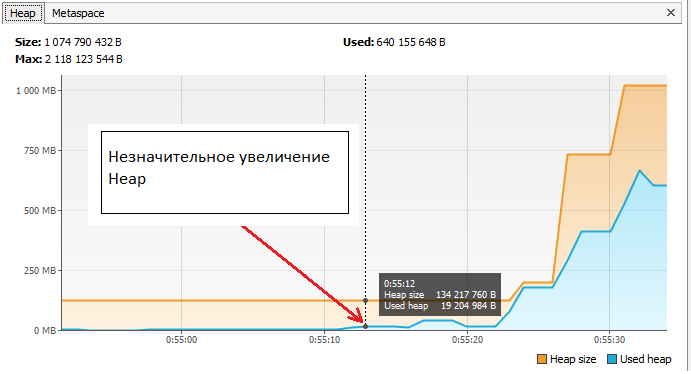 Heap Metaspace ×
Size: 1 074 790 432 B Used: 640 155 648 B
Max: 2 118 123 544 B
1 000 MB
750 MB
Незначительное увеличение
Heap
500 MB
250 MB
0:55:12
Heap size 134 217 760 B
Used heap 19 204 984 B
0 MB
0:55:00 0:55:10 0:55:20 0:55:30
Heap size Used heap